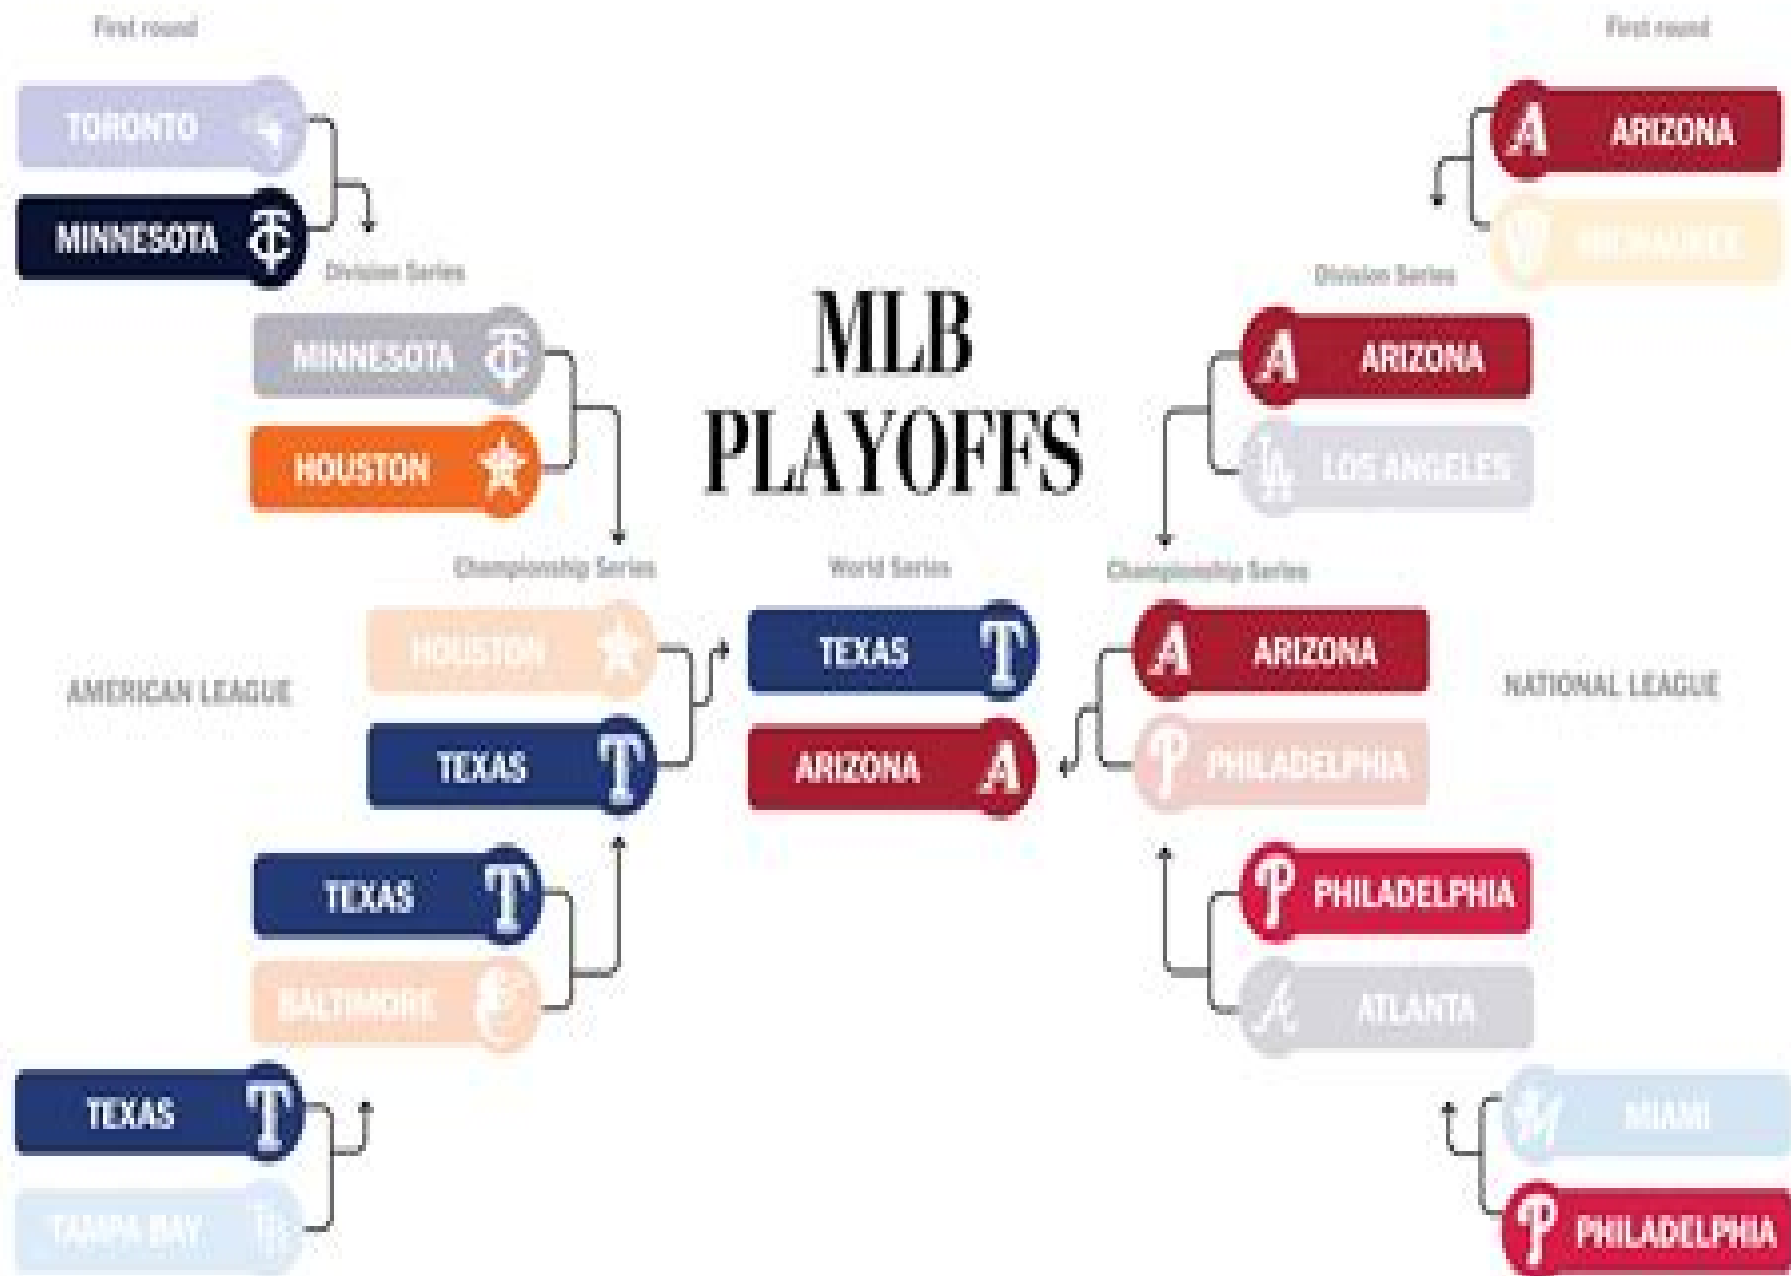 First round
First round
TORONTO
MINNESOTA
ARIZONA
MILWAUKEE
Division Series
Division Series
MINNESOTA
HOUSTON
MLB
PLAYOFFS
ARIZONA
LOS ANGELES
Championship Series
World Series
Championship Series
HOUSTON
TEXAS
TEXAS
ARIZONA
ARIZONA
PHILADELPHIA
AMERICAN LEAGUE
NATIONAL LEAGUE
TEXAS
BALTIMORE
PHILADELPHIA
ATLANTA
TEXAS
TAMPA BAY
MIAMI
PHILADELPHIA